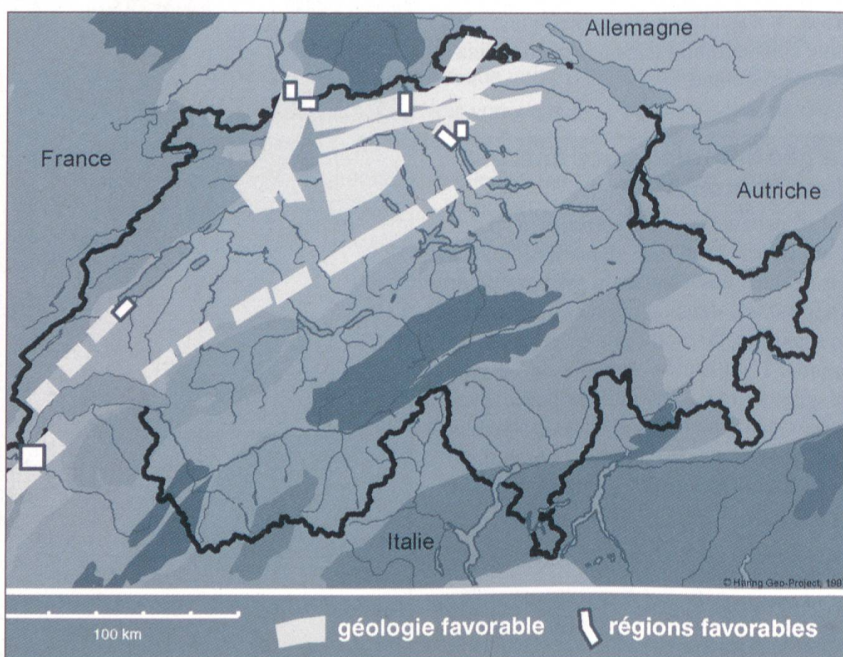 Allemagne
France
Autriche
Italie
© Häring Geo-Project, 199
100 km
géologie favorable
régions favorables